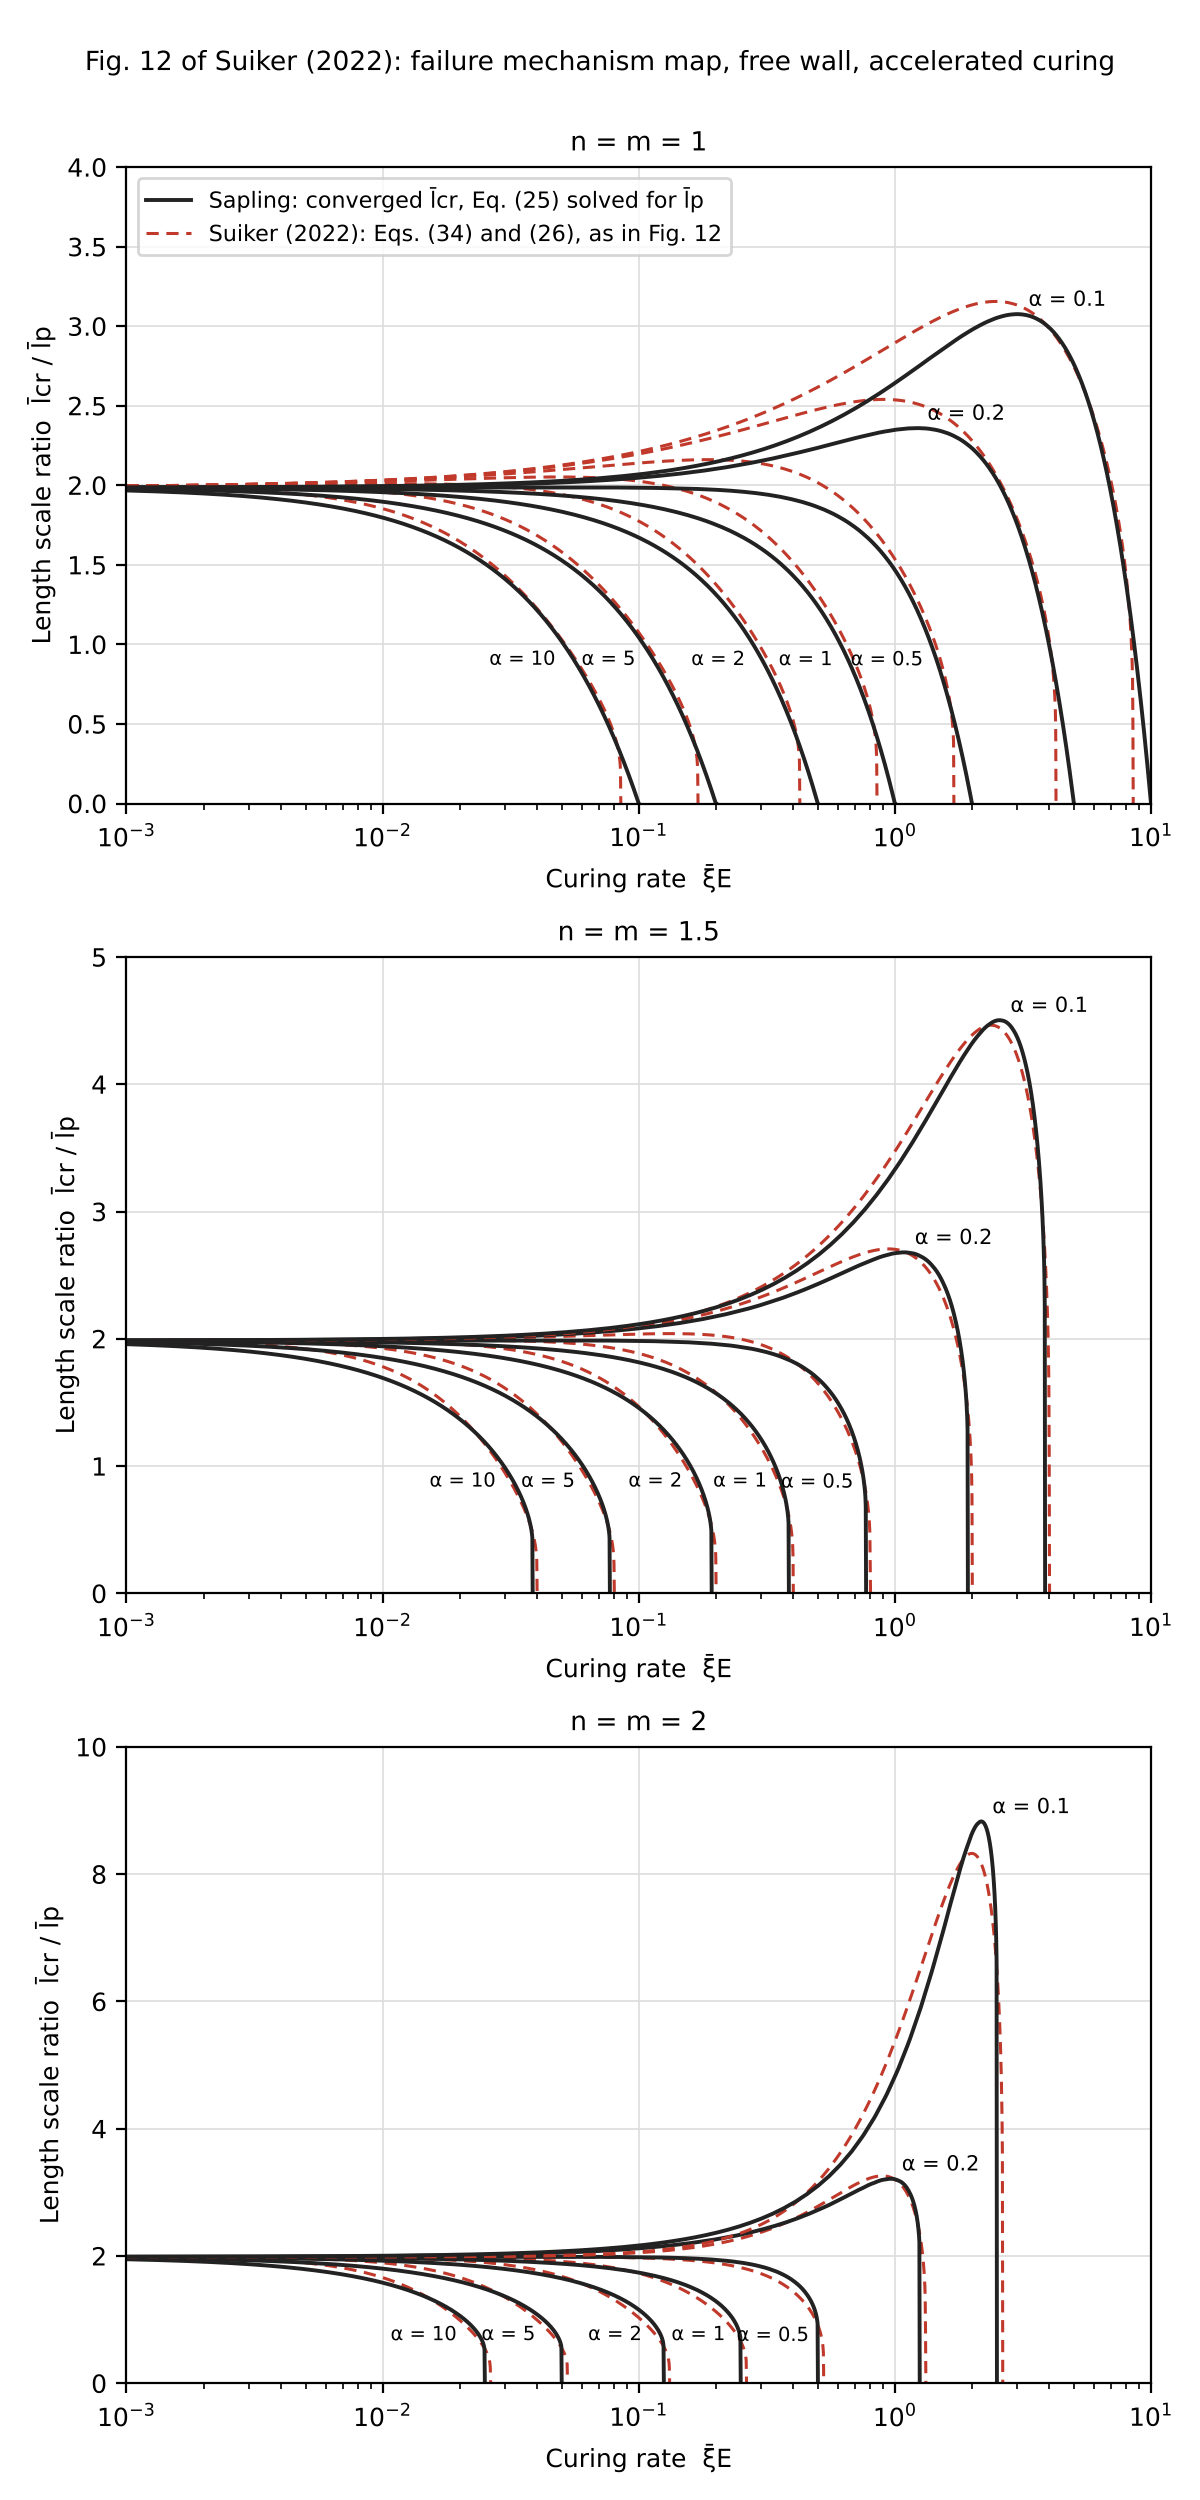 Fig. 12 of Suiker (2022): failure mechanism map, free wall, accelerated curing
n = m = 1
Sapling: converged l̄cr, Eq. (25) solved for l̄p
Suiker (2022): Eqs. (34) and (26), as in Fig. 12
Length scale ratio l̄cr / l̄p
4.0
3.5
3.0
2.5
2.0
1.5
1.0
0.5
0.0
α = 0.1
α = 0.2
α = 10
α = 5
α = 2
α = 1
α = 0.5
10⁻³
10⁻²
10⁻¹
10⁰
10¹
Curing rate ξ̄E
n = m = 1.5
Length scale ratio l̄cr / l̄p
5
4
3
2
1
0
α = 0.1
α = 0.2
α = 10
α = 5
α = 2
α = 1
α = 0.5
10⁻³
10⁻²
10⁻¹
10⁰
10¹
Curing rate ξ̄E
n = m = 2
Length scale ratio l̄cr / l̄p
10
8
6
4
2
0
α = 0.1
α = 0.2
α = 10
α = 5
α = 2
α = 1
α = 0.5
10⁻³
10⁻²
10⁻¹
10⁰
10¹
Curing rate ξ̄E